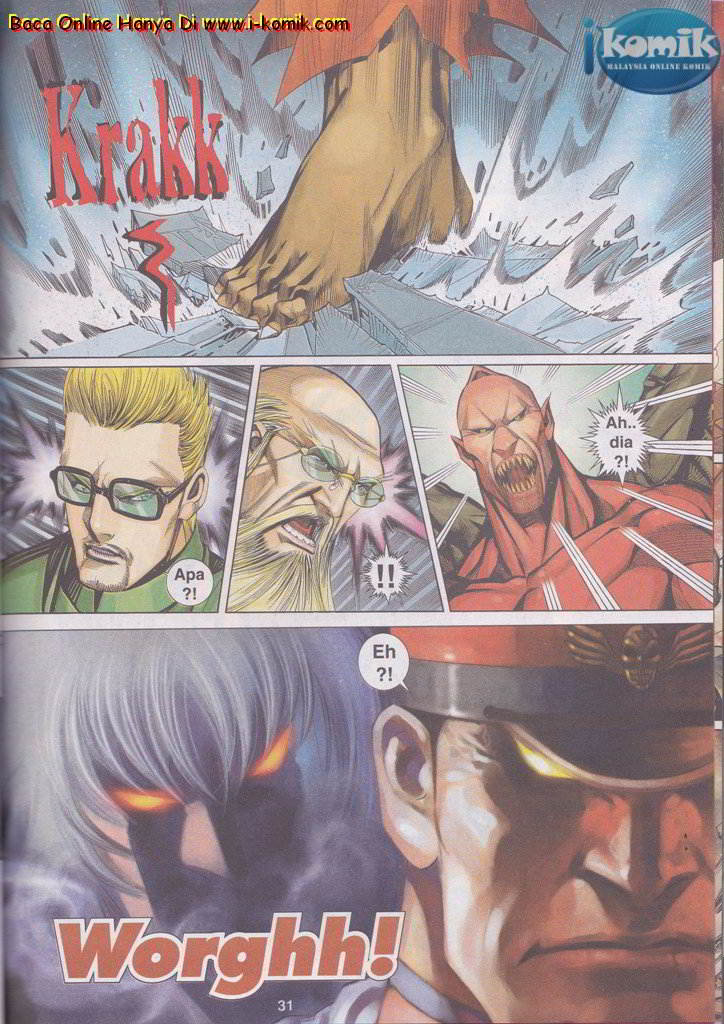 Baca Online Hanya Di www.i-komik.com
ikomik
MALAYSIA ONLINE KOMIK
Krakk
Apa
?!
!!
Ah..
dia
?!
Eh
?!
Worghh!
31